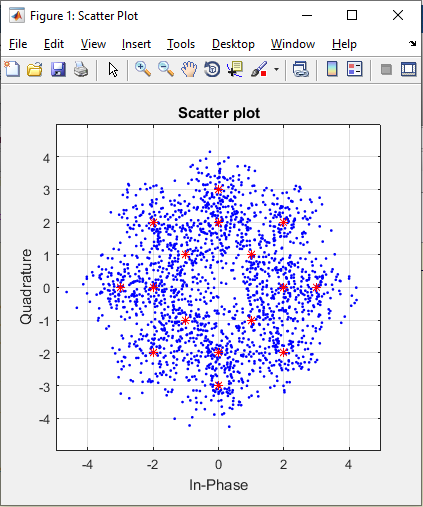 Figure 1: Scatter Plot
File Edit View Insert Tools Desktop Window Help
Scatter plot
4
3
2
1
0
-1
-2
-3
-4
Quadrature
-4 -2 0 2 4
In-Phase